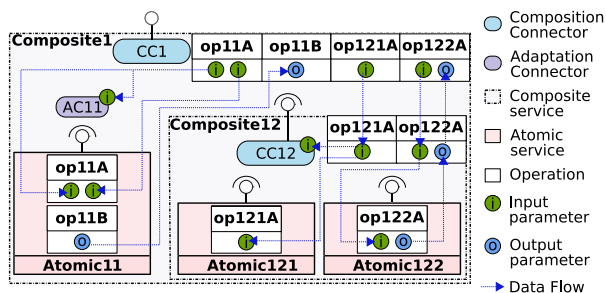 Composite1
CC1
op11A op11B op121A op122A
i i o i i o
AC11 i
Composite12
op121A op122A
CC12 i
i i o
op11A
i i
op11B
o
Atomic11
op121A
i
Atomic121
op122A
i o
Atomic122
Composition
Connector
Adaptation
Connector
Composite
service
Atomic
service
Operation
i Input
parameter
o Output
parameter
Data Flow